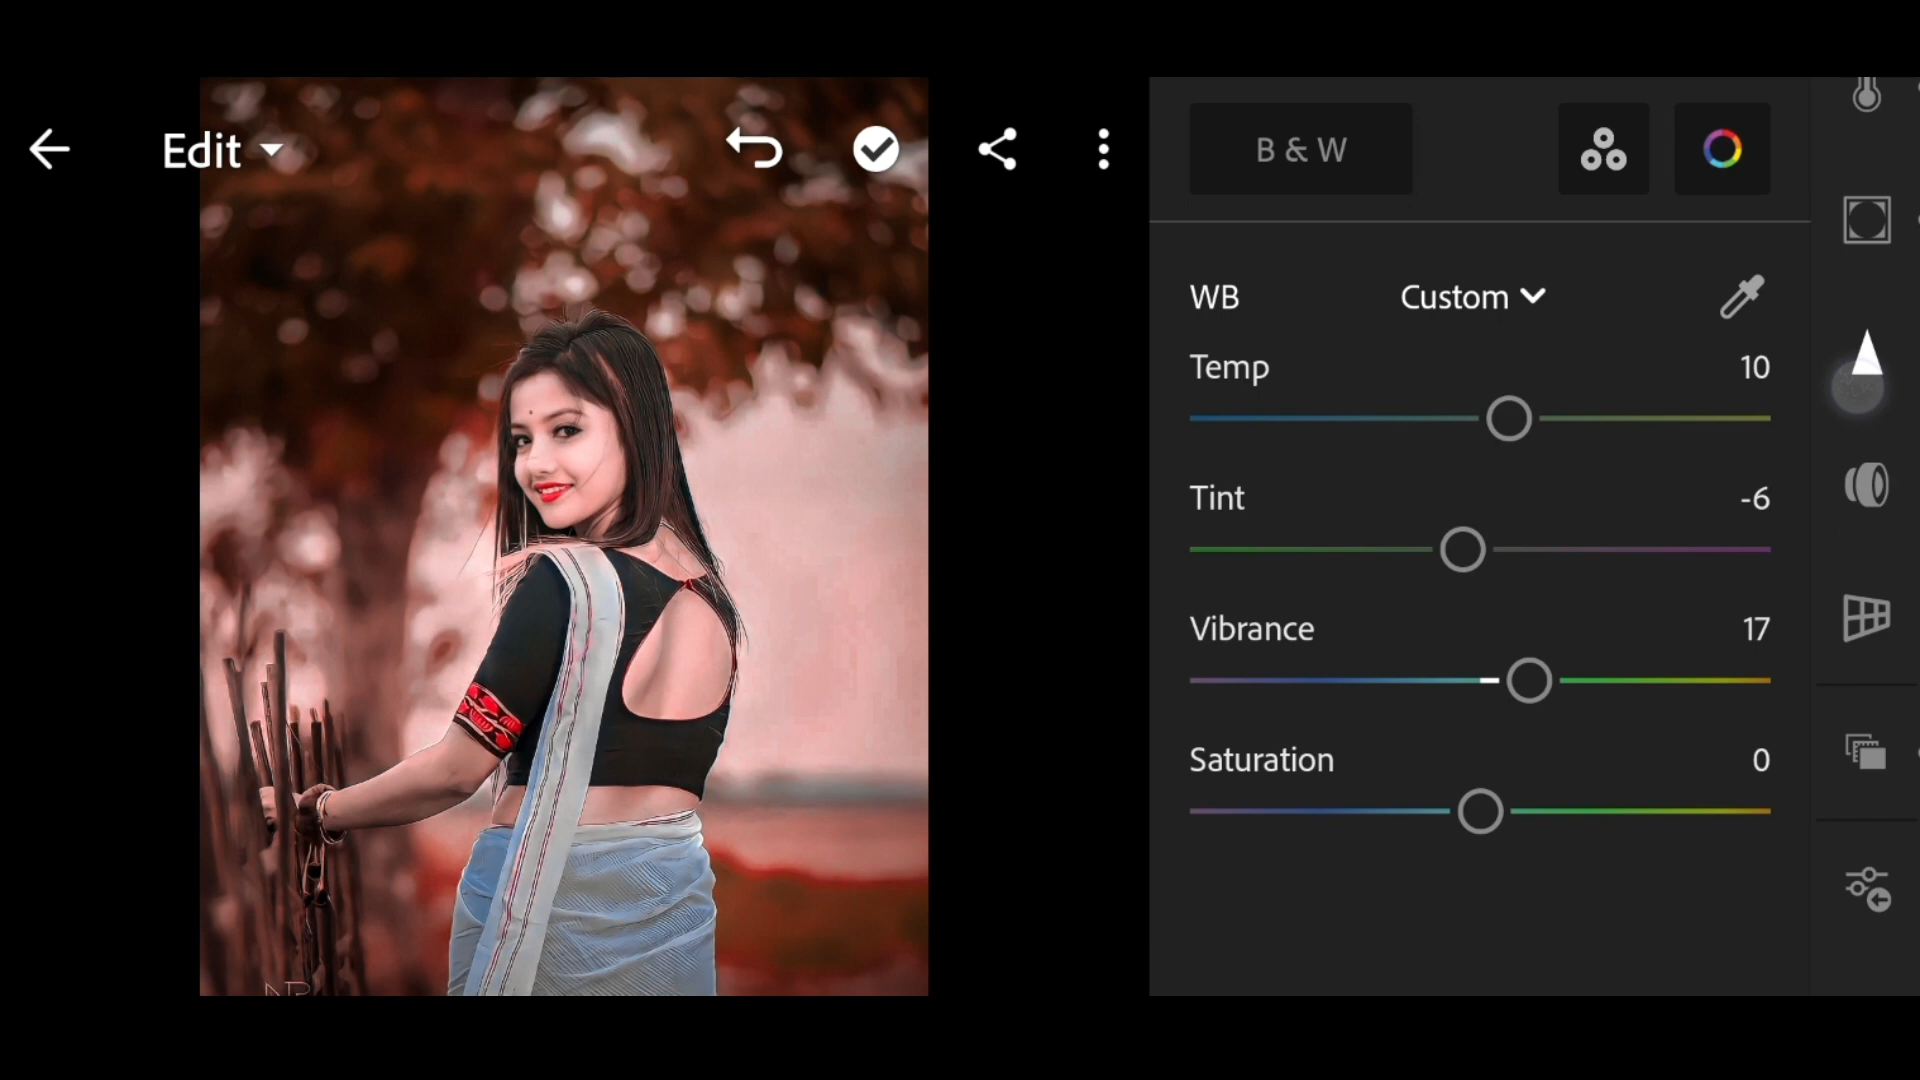 Edit
B & W
WB Custom
Temp 10
Tint -6
Vibrance 17
Saturation 0